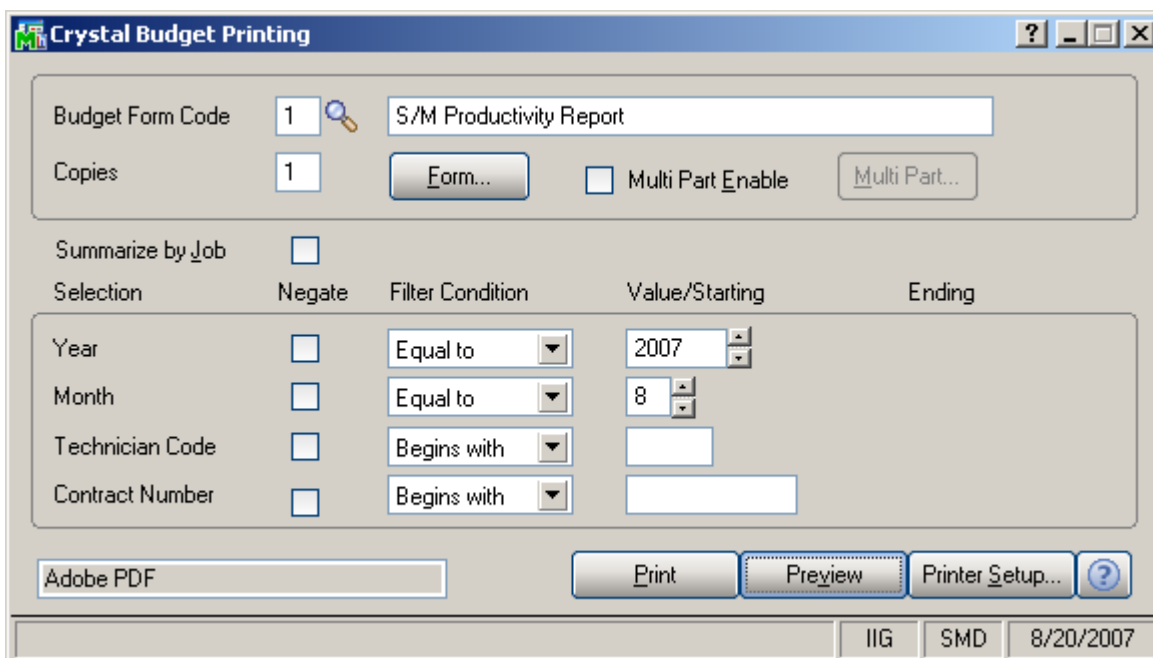 Crystal Budget Printing
Budget Form Code 1 S/M Productivity Report
Copies 1 Form... Multi Part Enable Multi Part...
Summarize by Job
Selection Negate Filter Condition Value/Starting Ending
Year Equal to 2007
Month Equal to 8
Technician Code Begins with
Contract Number Begins with
Adobe PDF Print Preview Printer Setup... ?
IIG SMD 8/20/2007